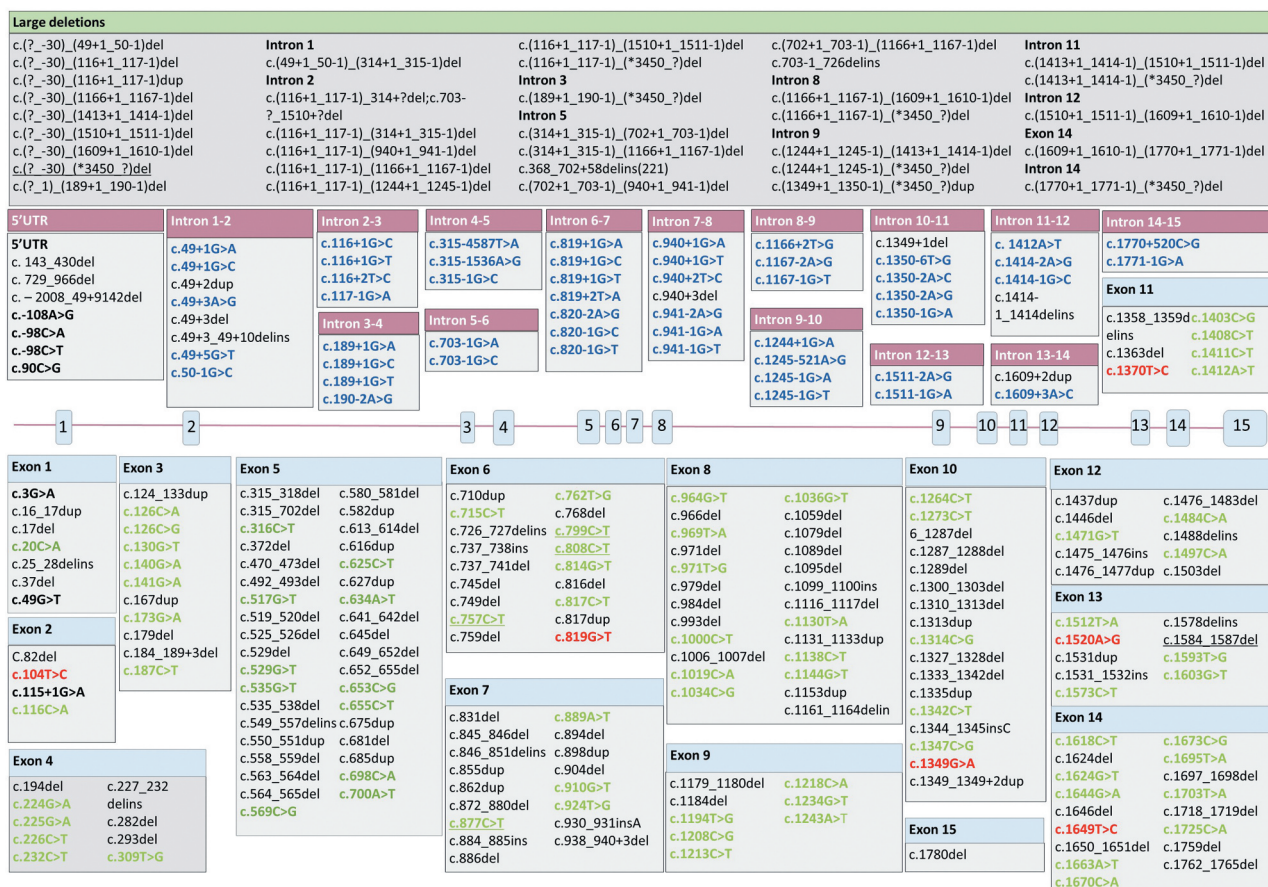 Large deletions
c.(?_-30)_(49+1_50-1)del
c.(?_-30)_(116+1_117-1)del
c.(?_-30)_(116+1_117-1)dup
c.(?_-30)_(1166+1_1167-1)del
c.(?_-30)_(1413+1_1414-1)del
c.(?_-30)_(1510+1_1511-1)del
c.(?_-30)_(1609+1_1610-1)del
c.(?_-30)_(*3450_?)del
c.(?_1)_(189+1_190-1)del
Intron 1
c.(49+1_50-1)_(314+1_315-1)del
Intron 2
c.(116+1_117-1)_314+?del;c.703-
?_1510+?del
c.(116+1_117-1)_(314+1_315-1)del
c.(116+1_117-1)_(940+1_941-1)del
c.(116+1_117-1)_(1166+1_1167-1)del
c.(116+1_117-1)_(1244+1_1245-1)del
c.(116+1_117-1)_(1510+1_1511-1)del
c.(116+1_117-1)_(*3450_?)del
Intron 3
c.(189+1_190-1)_(*3450_?)del
Intron 5
c.(314+1_315-1)_(702+1_703-1)del
c.(314+1_315-1)_(1166+1_1167-1)del
c.368_702+58delins(221)
c.(702+1_703-1)_(940+1_941-1)del
c.(702+1_703-1)_(1166+1_1167-1)del
c.703-1_726delins
Intron 8
c.(1166+1_1167-1)_(1609+1_1610-1)del
c.(1166+1_1167-1)_(*3450_?)del
Intron 9
c.(1244+1_1245-1)_(1413+1_1414-1)del
c.(1244+1_1245-1)_(*3450_?)del
c.(1349+1_1350-1)_(*3450_?)dup
Intron 11
c.(1413+1_1414-1)_(1510+1_1511-1)del
c.(1413+1_1414-1)_(*3450_?)del
Intron 12
c.(1510+1_1511-1)_(1609+1_1610-1)del
Exon 14
c.(1609+1_1610-1)_(1770+1_1771-1)del
Intron 14
c.(1770+1_1771-1)_(*3450_?)del
5'UTR
5'UTR
c. 143_430del
c. 729_966del
c. – 2008_49+9142del
c.-108A>G
c.-98C>A
c.-98C>T
c.90C>G
Intron 1-2
c.49+1G>A
c.49+1G>C
c.49+2dup
c.49+3A>G
c.49+3del
c.49+3_49+10delins
c.49+5G>T
c.50-1G>C
Intron 2-3
c.116+1G>C
c.116+1G>T
c.116+2T>C
c.117-1G>A
Intron 3-4
c.189+1G>A
c.189+1G>C
c.189+1G>T
c.190-2A>G
Intron 4-5
c.315-4587T>A
c.315-1536A>G
c.315-1G>C
Intron 5-6
c.703-1G>A
c.703-1G>C
Intron 6-7
c.819+1G>A
c.819+1G>C
c.819+1G>T
c.819+2T>A
c.820-2A>G
c.820-1G>C
c.820-1G>T
Intron 7-8
c.940+1G>A
c.940+1G>T
c.940+2T>C
c.940+3del
c.941-2A>G
c.941-1G>A
c.941-1G>T
Intron 8-9
c.1166+2T>G
c.1167-2A>G
c.1167-1G>T
Intron 9-10
c.1244+1G>A
c.1245-521A>G
c.1245-1G>A
c.1245-1G>T
Intron 10-11
c.1349+1del
c.1350-6T>G
c.1350-2A>C
c.1350-2A>G
c.1350-1G>A
Intron 12-13
c.1511-2A>G
c.1511-1G>A
Intron 11-12
c. 1412A>T
c.1414-2A>G
c.1414-1G>C
c.1414-
1_1414delins
Intron 13-14
c.1609+2dup
c.1609+3A>C
Intron 14-15
c.1770+520C>G
c.1771-1G>A
Exon 11
c.1358_1359d
elins
c.1363del
c.1370T>C
c.1403C>G
c.1408C>T
c.1411C>T
c.1412A>T
1 2 3 4 5 6 7 8 9 10 11 12 13 14 15
Exon 1
c.3G>A
c.16_17dup
c.17del
c.20C>A
c.25_28delins
c.37del
c.49G>T
Exon 2
C.82del
c.104T>C
c.115+1G>A
c.116C>A
Exon 3
c.124_133dup
c.126C>A
c.126C>G
c.130G>T
c.140G>A
c.141G>A
c.167dup
c.173G>A
c.179del
c.184_189+3del
c.187C>T
Exon 4
c.194del
c.224G>A
c.225G>A
c.226C>T
c.232C>T
c.227_232
delins
c.282del
c.293del
c.309T>G
Exon 5
c.315_318del
c.315_702del
c.316C>T
c.372del
c.470_473del
c.492_493del
c.517G>T
c.519_520del
c.525_526del
c.529del
c.529G>T
c.535G>T
c.535_538del
c.549_557delins
c.550_551dup
c.558_559del
c.563_564del
c.564_565del
c.569C>G
c.580_581del
c.582dup
c.613_614del
c.616dup
c.625C>T
c.627dup
c.634A>T
c.641_642del
c.645del
c.649_652del
c.652_655del
c.653C>G
c.655C>T
c.675dup
c.681del
c.685dup
c.698C>A
c.700A>T
Exon 6
c.710dup
c.715C>T
c.726_727delins
c.737_738ins
c.737_741del
c.745del
c.749del
c.757C>T
c.759del
c.762T>G
c.768del
c.799C>T
c.808C>T
c.814G>T
c.816del
c.817C>T
c.817dup
c.819G>T
Exon 7
c.831del
c.845_846del
c.846_851delins
c.855dup
c.862dup
c.872_880del
c.877C>T
c.884_885ins
c.886del
c.889A>T
c.894del
c.898dup
c.904del
c.910G>T
c.924T>G
c.930_931insA
c.938_940+3del
Exon 8
c.964G>T
c.966del
c.969T>A
c.971del
c.971T>G
c.979del
c.984del
c.993del
c.1000C>T
c.1006_1007del
c.1019C>A
c.1034C>G
c.1036G>T
c.1059del
c.1079del
c.1089del
c.1095del
c.1099_1100ins
c.1116_1117del
c.1130T>A
c.1131_1133dup
c.1138C>T
c.1144G>T
c.1153dup
c.1161_1164delin
Exon 9
c.1179_1180del
c.1184del
c.1194T>G
c.1208C>G
c.1213C>T
c.1218C>A
c.1234G>T
c.1243A>T
Exon 10
c.1264C>T
c.1273C>T
6_1287del
c.1287_1288del
c.1289del
c.1300_1303del
c.1310_1313del
c.1313dup
c.1314C>G
c.1327_1328del
c.1333_1342del
c.1335dup
c.1342C>T
c.1344_1345insC
c.1347C>G
c.1349G>A
c.1349_1349+2dup
Exon 15
c.1780del
Exon 12
c.1437dup
c.1446del
c.1471G>T
c.1475_1476ins
c.1476_1477dup
c.1476_1483del
c.1484C>A
c.1488delins
c.1497C>A
c.1503del
Exon 13
c.1512T>A
c.1520A>G
c.1531dup
c.1531_1532ins
c.1573C>T
c.1578delins
c.1584_1587del
c.1593T>G
c.1603G>T
Exon 14
c.1618C>T
c.1624del
c.1624G>T
c.1644G>A
c.1646del
c.1649T>C
c.1650_1651del
c.1663A>T
c.1670C>A
c.1673C>G
c.1695T>A
c.1697_1698del
c.1703T>A
c.1718_1719del
c.1725C>A
c.1759del
c.1762_1765del